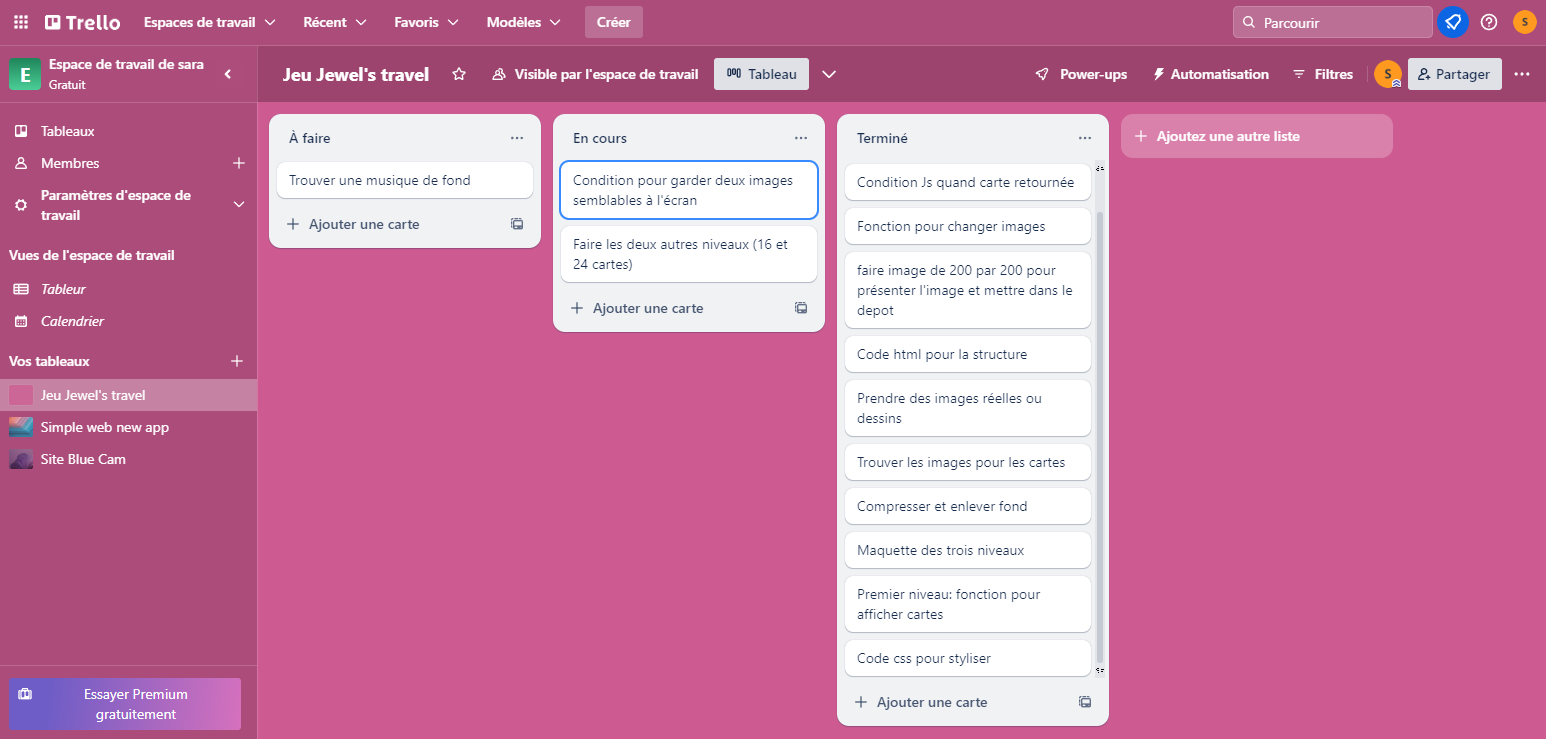 Trello Espaces de travail Récent Favoris Modèles Créer Parcourir S
E Espace de travail de sara
Gratuit
Jeu Jewel's travel Visible par l'espace de travail Tableau Power-ups Automatisation Filtres S Partager
Tableaux
Membres
Paramètres d'espace de
travail
Vues de l'espace de travail
Tableur
Calendrier
Vos tableaux
Jeu Jewel's travel
Simple web new app
Site Blue Cam
Essayer Premium
gratuitement
À faire
Trouver une musique de fond
Ajouter une carte
En cours
Condition pour garder deux images
semblables à l'écran
Faire les deux autres niveaux (16 et
24 cartes)
Ajouter une carte
Terminé
Condition Js quand carte retournée
Fonction pour changer images
faire image de 200 par 200 pour
présenter l'image et mettre dans le
depot
Code html pour la structure
Prendre des images réelles ou
dessins
Trouver les images pour les cartes
Compresser et enlever fond
Maquette des trois niveaux
Premier niveau: fonction pour
afficher cartes
Code css pour styliser
Ajouter une carte
Ajoutez une autre liste